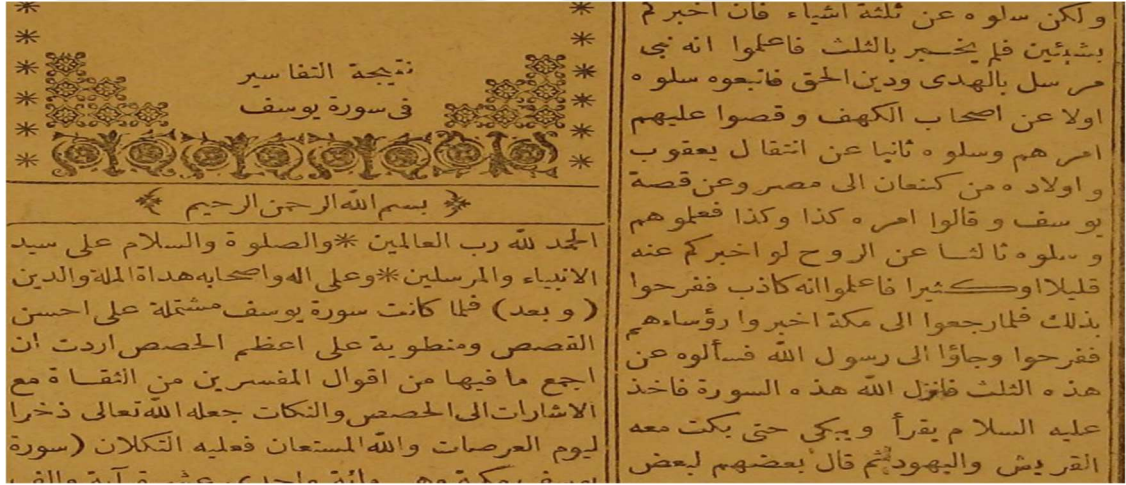 نتيجة التفاسير
فى سورة يوسف
بسم الله الرحمن الرحيم
الحمد لله رب العالمين * والصلوة والسلام على سيد
الانبياء والمرسلين * وعلى اله واصحابه هداة الملة والدين
(وبعد) فلما كانت سورة يوسف مشتملة على احسن
القصص ومنطوية على اعظم الحصص اردت ان
اجمع ما فيها من اقوال المفسرين من الثقاة مع
الاشارات الى الحصص والنكات جعله الله تعالى ذخرا
ليوم العرصات والله المستعان فعليه التكلان (سورة
يوسف مكية وهى مائة واحدى عشرة آية والف
ولكن سلوه عن ثلثة اشياء فان اخبركم
بشيئين فلم يخبر بالثلث فاعلموا انه نبى
مرسل بالهدى ودين الحق فاتبعوه سلوه
اولا عن اصحاب الكهف وقصوا عليهم
امرهم وسلوه ثانيا عن انتقال يعقوب
واولاده من كنعان الى مصر وعن قصة
يوسف وقالوا امره كذا وكذا فعلموهم
وسلوه ثالثا عن الروح لو اخبركم عنه
قليلا اوكثيرا فاعلموا انه كاذب ففرحوا
بذلك فلما رجعوا الى مكة اخبروا رؤساءهم
ففرحوا وجاؤا الى رسول الله فسألوه عن
هذه الثلث فانزل الله هذه السورة فاخذ
عليه السلام يقرأ ويبكى حتى بكت معه
القريش واليهود ثم قال بعضهم لبعض